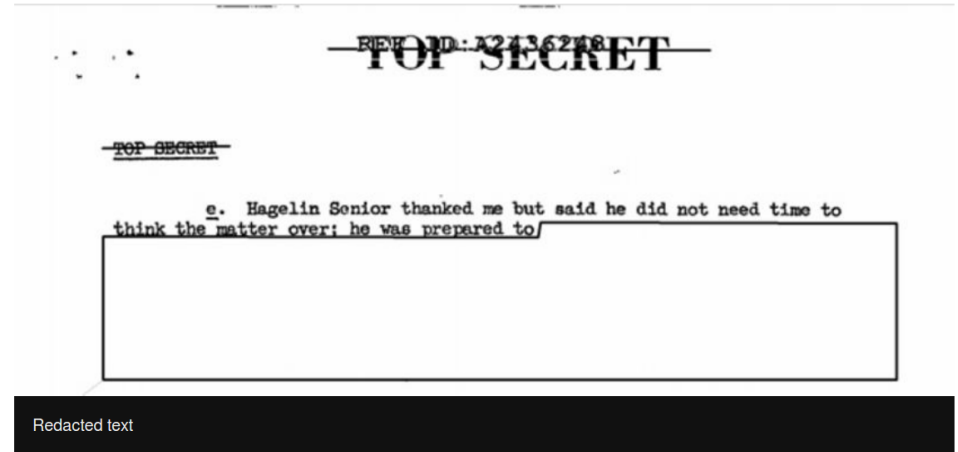 REF ID:A2436248
TOP SECRET
TOP SECRET
e. Hagelin Senior thanked me but said he did not need time to
think the matter over; he was prepared to
Redacted text